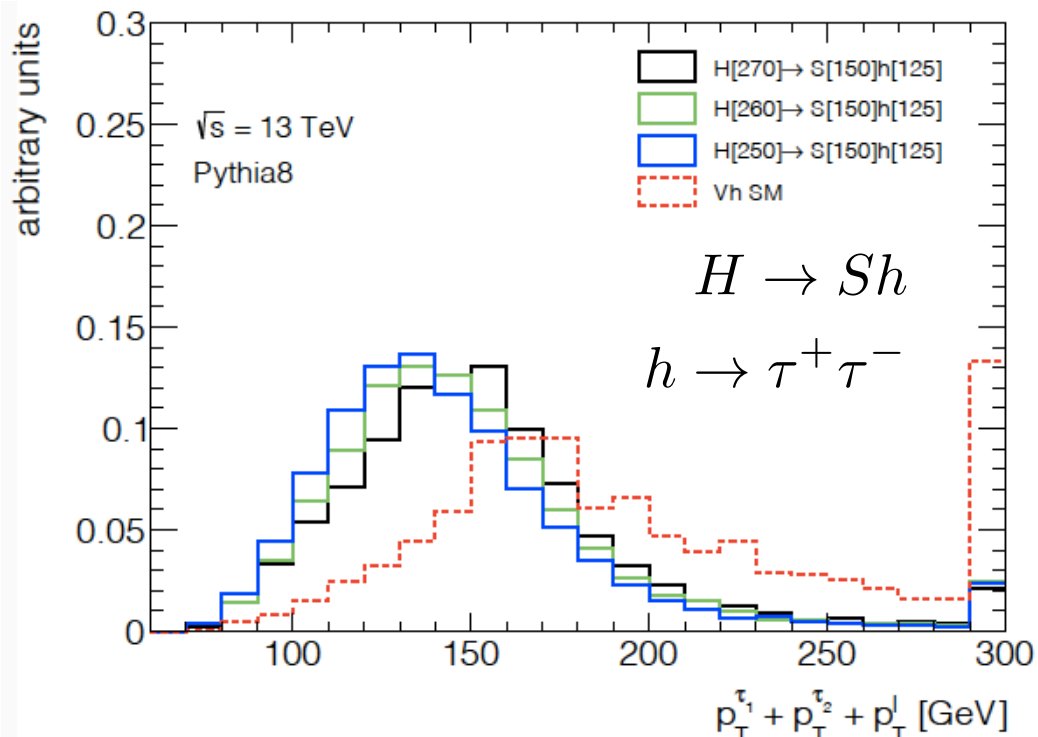 arbitrary units
0.3
0.25
0.2
0.15
0.1
0.05
0
√s = 13 TeV
Pythia8
H[270]→ S[150]h[125]
H[260]→ S[150]h[125]
H[250]→ S[150]h[125]
Vh SM
H → Sh
h → τ⁺τ⁻
100 150 200 250 300
p_T^τ₁ + p_T^τ₂ + p_T^l [GeV]